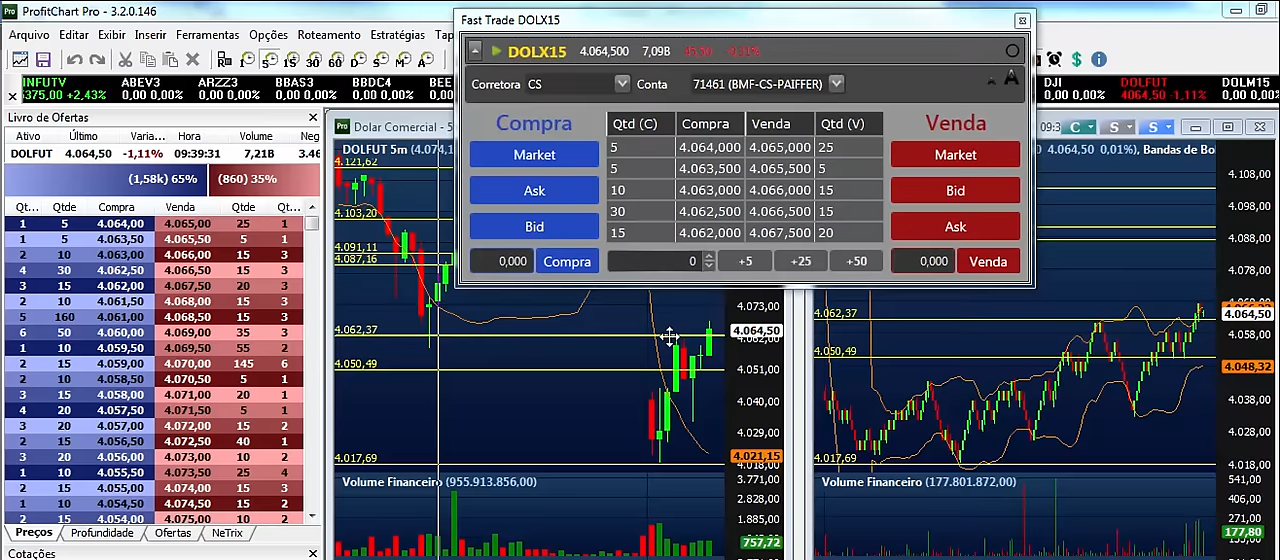 ProfitChart Pro - 3.2.0.146
Arquivo Editar Exibir Inserir Ferramentas Opções Roteamento Estratégias
INFUTV ABEV3 ARZZ3 BBAS3 BBDC4 BEE
375,00 +2,43% 0,00 0,00% 0,00 0,00% 0,00 0,00% 0,00 0,00%
DJI DOLFUT DOLM15
0,00 0,00% 4064,50 -1,11% 0,00 0,00%
Fast Trade DOLX15
DOLX15 4.064,500 7,09B
Corretora CS Conta 71461 (BMF-CS-PAIFFER)
Compra Qtd (C) Compra Venda Qtd (V) Venda
Market 5 4.064,000 4.065,000 25 Market
5 4.063,500 4.065,500 5
Ask 10 4.063,000 4.066,000 15 Bid
30 4.062,500 4.066,500 15
Bid 15 4.062,000 4.067,500 20 Ask
0,000 Compra 0 +5 +25 +50 0,000 Venda
Livro de Ofertas
Ativo Último Varia... Hora Volume Neg
DOLFUT 4.064,50 -1,11% 09:39:31 7,21B 3.46
(1,58k) 65% (860) 35%
Qt... Qtde Compra Venda Qtde Qt...
1 5 4.064,00 4.065,00 25 1
1 5 4.063,50 4.065,50 5 1
2 10 4.063,00 4.066,00 15 3
4 30 4.062,50 4.066,50 15 3
3 15 4.062,00 4.067,50 20 3
2 10 4.061,50 4.068,00 15 3
5 160 4.061,00 4.068,50 15 3
6 50 4.060,00 4.069,00 35 3
1 10 4.059,50 4.069,50 55 2
2 15 4.059,00 4.070,00 145 6
2 10 4.058,50 4.070,50 5 1
3 15 4.058,00 4.071,00 20 1
4 20 4.057,50 4.071,50 5 1
3 20 4.057,00 4.072,00 15 2
2 15 4.056,50 4.072,50 40 1
3 20 4.056,00 4.073,00 10 2
1 10 4.055,50 4.073,50 25 4
2 15 4.055,00 4.074,00 15 3
1 10 4.054,50 4.074,50 15 2
2 15 4.054,00 4.075,00 10 2
Preços Profundidade Ofertas NeTrix
Cotações
Dolar Comercial - 5
DOLFUT 5m (4.074,1
4.121,62
4.103,20
4.091,11
4.087,16
4.062,37
4.050,49
4.017,69
4.073,00
4.064,50
4.062,00
4.051,00
4.040,00
4.029,00
4.021,15
4.018,00
Volume Financeiro (955.913.856,00)
3.771,00
2.828,00
757,72
09:3 C S S
4.064,50 0,01%), Bandas de Bo
4.062,37
4.050,49
4.017,69
4.108,00
4.098,00
4.088,00
4.078,00
4.064,50
4.058,00
4.048,32
4.038,00
4.028,00
4.018,00
Volume Financeiro (177.801.872,00)
541,00
406,00
177,80